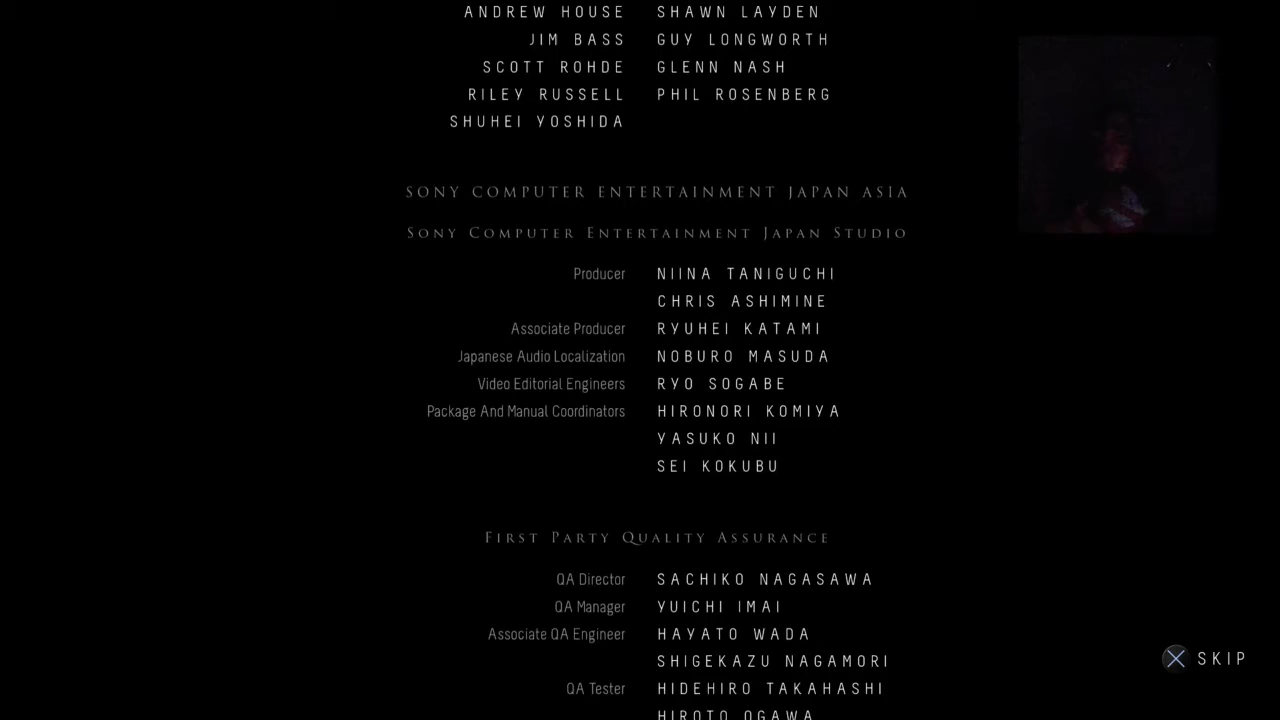 ANDREW HOUSE SHAWN LAYDEN
JIM BASS GUY LONGWORTH
SCOTT ROHDE GLENN NASH
RILEY RUSSELL PHIL ROSENBERG
SHUHEI YOSHIDA
SONY COMPUTER ENTERTAINMENT JAPAN ASIA
Sony Computer Entertainment Japan Studio
Producer NIINA TANIGUCHI
CHRIS ASHIMINE
Associate Producer RYUHEI KATAMI
Japanese Audio Localization NOBURO MASUDA
Video Editorial Engineers RYO SOGABE
Package And Manual Coordinators HIRONORI KOMIYA
YASUKO NII
SEI KOKUBU
First Party Quality Assurance
QA Director SACHIKO NAGASAWA
QA Manager YUICHI IMAI
Associate QA Engineer HAYATO WADA
SHIGEKAZU NAGAMORI
SKIP
QA Tester HIDEHIRO TAKAHASHI
HIROTO OGAWA